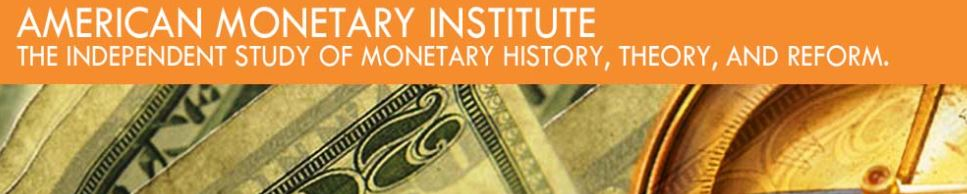 AMERICAN MONETARY INSTITUTE
THE INDEPENDENT STUDY OF MONETARY HISTORY, THEORY, AND REFORM.